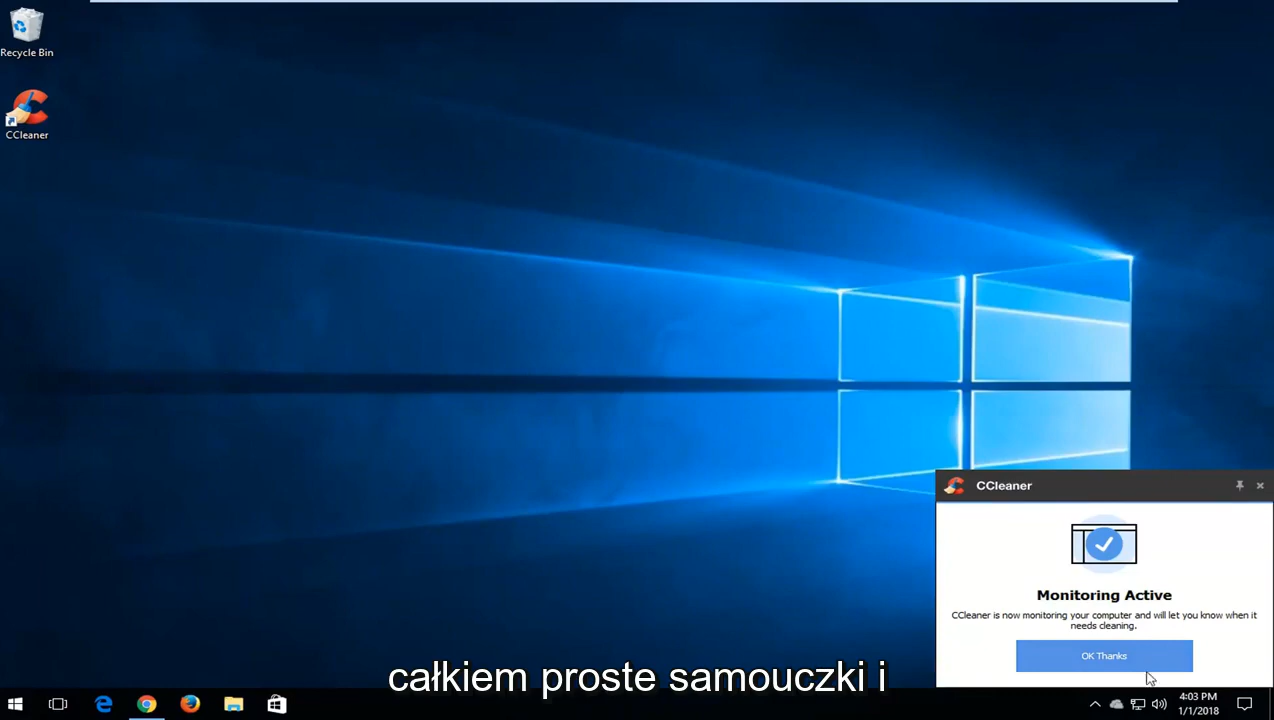 Recycle Bin
CCleaner
CCleaner
Monitoring Active
CCleaner is now monitoring your computer and will let you know when it
needs cleaning.
OK Thanks
całkiem proste samouczki i
4:03 PM
1/1/2018